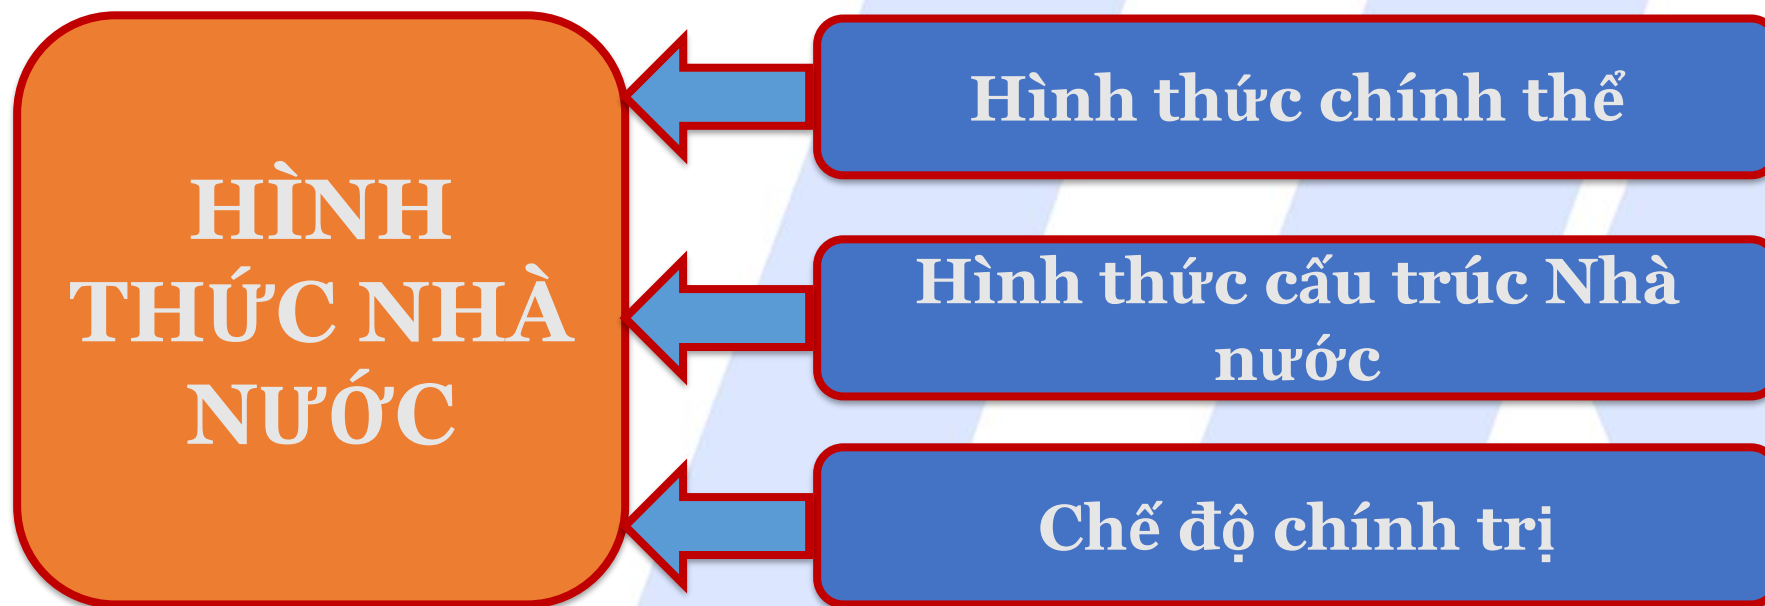 HÌNH
THỨC NHÀ
NƯỚC
Hình thức chính thể
Hình thức cấu trúc Nhà
nước
Chế độ chính trị